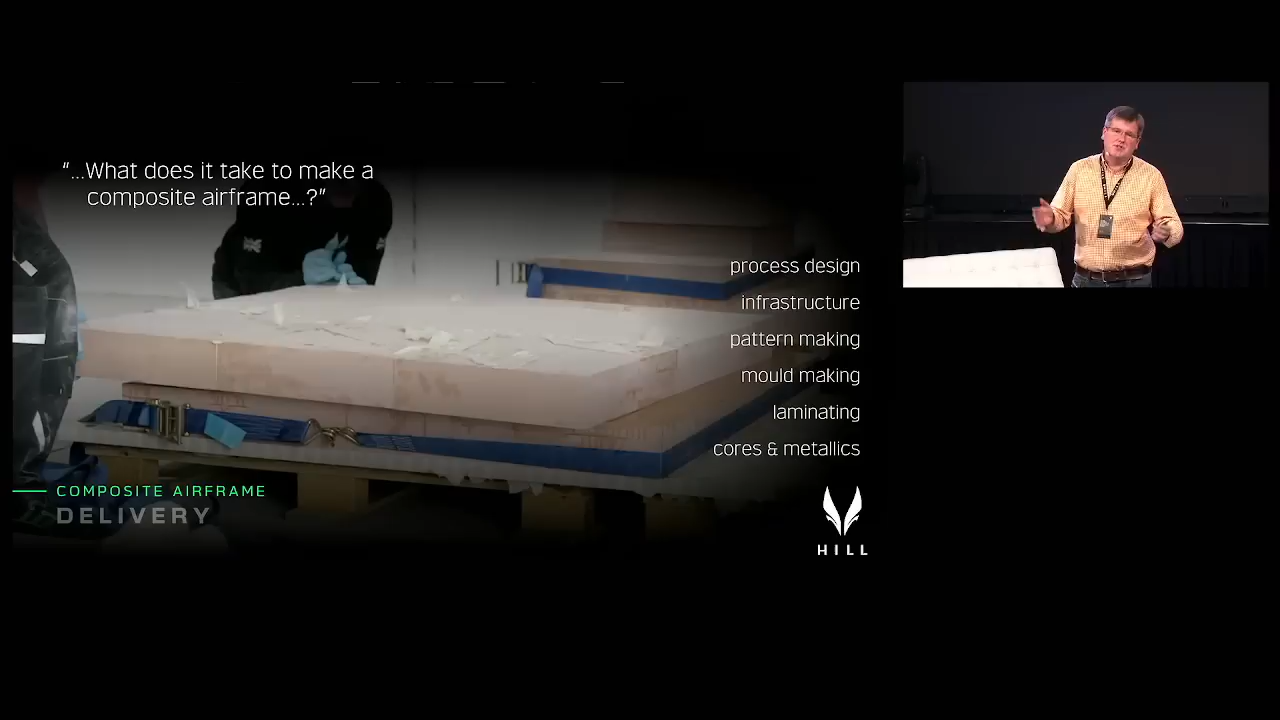 “...What does it take to make a
composite airframe...?”
process design
infrastructure
pattern making
mould making
laminating
cores & metallics
COMPOSITE AIRFRAME
DELIVERY
HILL